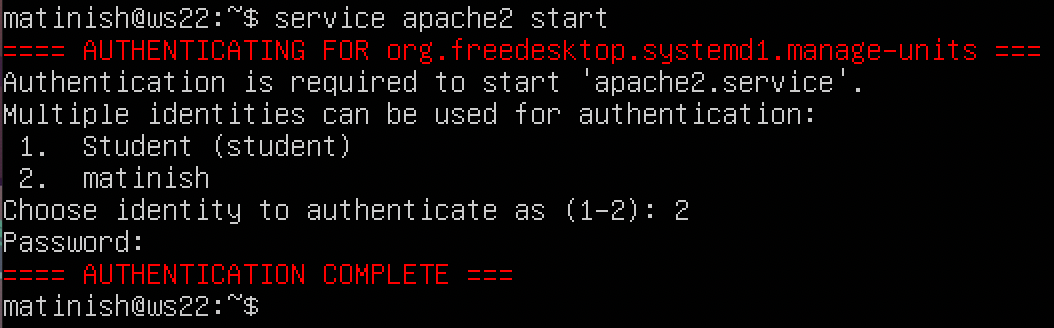 matinish@ws22:~$ service apache2 start
==== AUTHENTICATING FOR org.freedesktop.systemd1.manage-units ===
Authentication is required to start 'apache2.service'.
Multiple identities can be used for authentication:
 1.  Student (student)
 2.  matinish
Choose identity to authenticate as (1-2): 2
Password:
==== AUTHENTICATION COMPLETE ===
matinish@ws22:~$